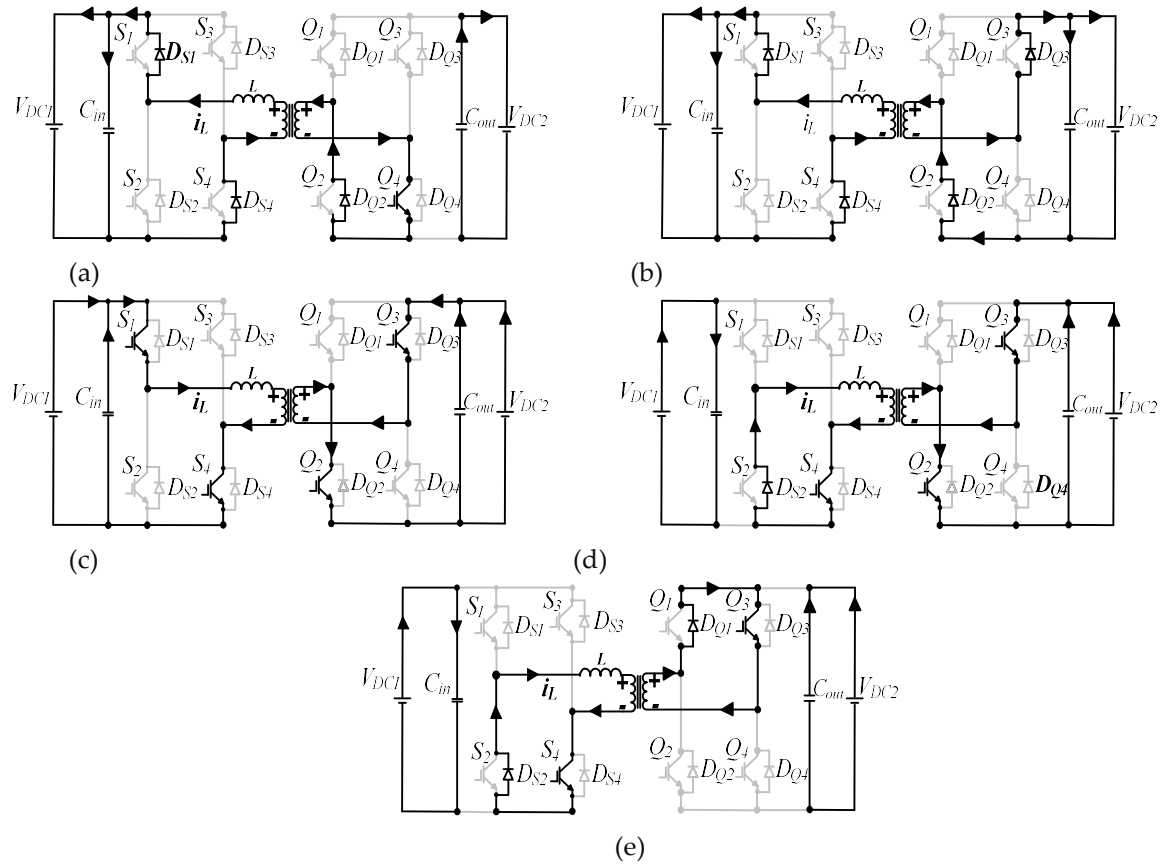 S1 DS1 S3 DS3 Q1 DQ1 Q3 DQ3
VDC1 Cin L iL + - + - Cout VDC2
S2 DS2 S4 DS4 Q2 DQ2 Q4 DQ4
(a)
S1 DS1 S3 DS3 Q1 DQ1 Q3 DQ3
VDC1 Cin L iL + - + - Cout VDC2
S2 DS2 S4 DS4 Q2 DQ2 Q4 DQ4
(b)
S1 DS1 S3 DS3 Q1 DQ1 Q3 DQ3
VDC1 Cin L iL + - + - Cout VDC2
S2 DS2 S4 DS4 Q2 DQ2 Q4 DQ4
(c)
S1 DS1 S3 DS3 Q1 DQ1 Q3 DQ3
VDC1 Cin L iL + - + - Cout VDC2
S2 DS2 S4 DS4 Q2 DQ2 Q4 DQ4
(d)
S1 DS1 S3 DS3 Q1 DQ1 Q3 DQ3
VDC1 Cin L iL + - + - Cout VDC2
S2 DS2 S4 DS4 Q2 DQ2 Q4 DQ4
(e)